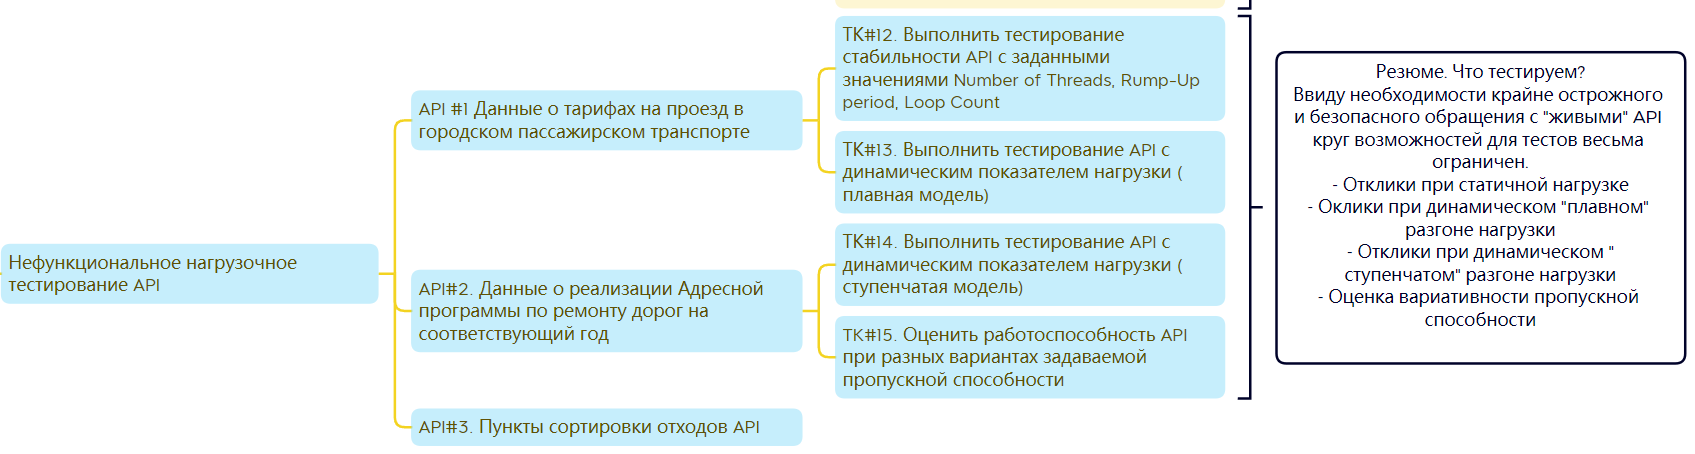 Нефункциональное нагрузочное
тестирование API
API #1 Данные о тарифах на проезд в
городском пассажирском транспорте
API#2. Данные о реализации Адресной
программы по ремонту дорог на
соответствующий год
API#3. Пункты сортировки отходов API
ТК#12. Выполнить тестирование
стабильности API с заданными
значениями Number of Threads, Rump-Up
period, Loop Count
ТК#13. Выполнить тестирование API с
динамическим показателем нагрузки (
плавная модель)
ТК#14. Выполнить тестирование API с
динамическим показателем нагрузки (
ступенчатая модель)
ТК#15. Оценить работоспособность API
при разных вариантах задаваемой
пропускной способности
Резюме. Что тестируем?
Ввиду необходимости крайне острожного
и безопасного обращения с "живыми" API
круг возможностей для тестов весьма
ограничен.
- Отклики при статичной нагрузке
- Оклики при динамическом "плавном"
разгоне нагрузки
- Отклики при динамическом "
ступенчатом" разгоне нагрузки
- Оценка вариативности пропускной
способности